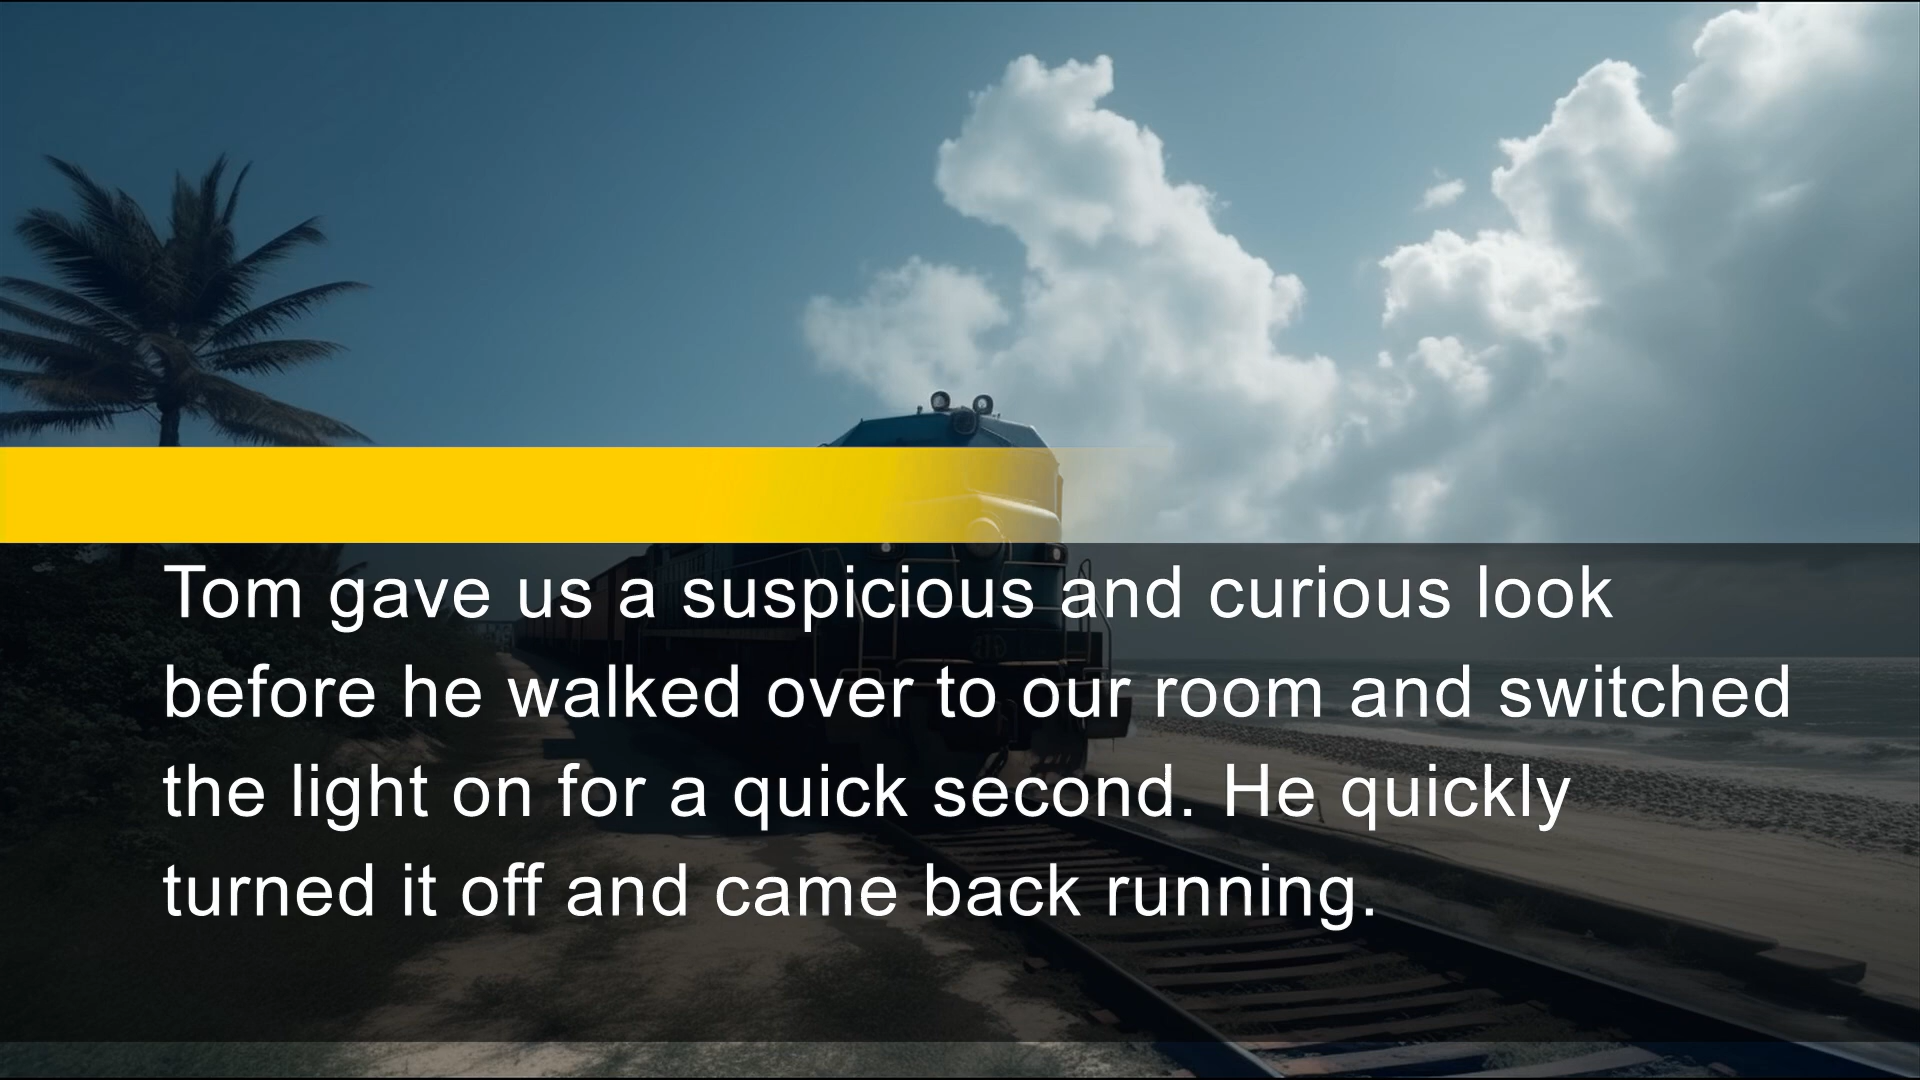 Tom gave us a suspicious and curious look
before he walked over to our room and switched
the light on for a quick second. He quickly
turned it off and came back running.